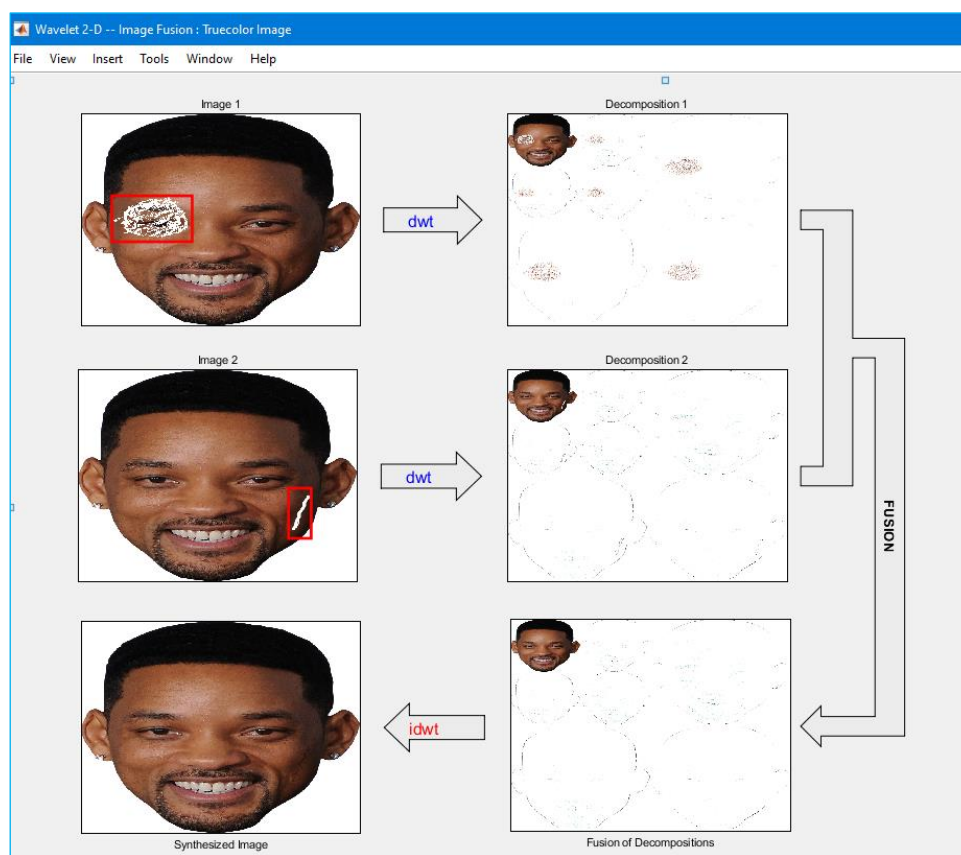 Wavelet 2-D -- Image Fusion : Truecolor Image
File View Insert Tools Window Help
Image 1
Decomposition 1
dwt
Image 2
Decomposition 2
dwt
FUSION
idwt
Synthesized Image
Fusion of Decompositions